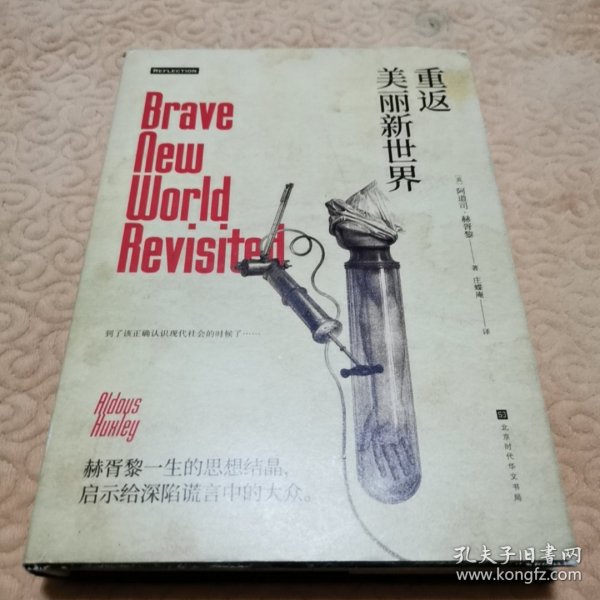 REFLECTION
重返
美丽新世界
Brave
New
World
Revisited
[英]阿道司·赫胥黎——著 庄蝶庵——译
到了该正确认识现代社会的时候了……
Aldous
Huxley
赫胥黎一生的思想结晶,
启示给深陷谎言中的大众。
北京时代华文书局
孔夫子旧书网
www.kongfz.com